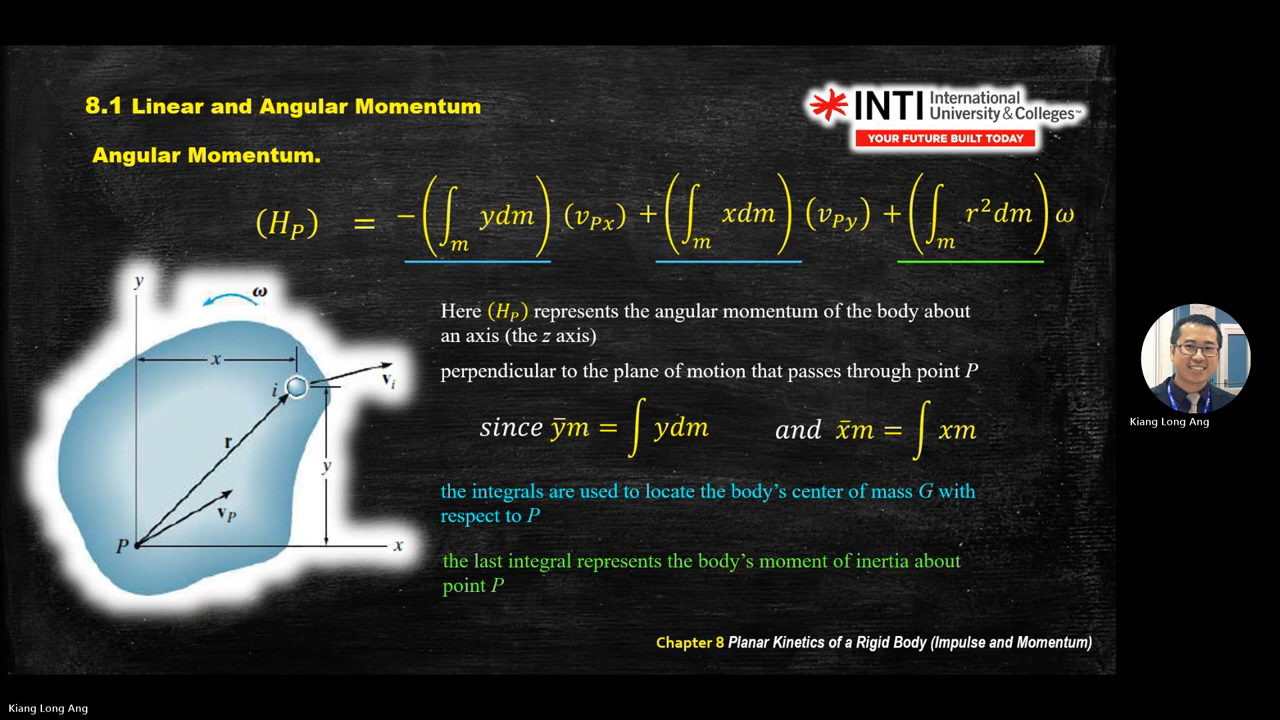 8.1 Linear and Angular Momentum
INTI International
University & Colleges™
YOUR FUTURE BUILT TODAY
Angular Momentum.
(H_P) = −(∫_m ydm) (v_Px) + (∫_m xdm) (v_Py) + (∫_m r²dm) ω
y
ω
x
i
v_i
r
y
v_P
P
x
Here (H_P) represents the angular momentum of the body about
an axis (the z axis)
perpendicular to the plane of motion that passes through point P
since ȳm = ∫ ydm and x̄m = ∫ xm
the integrals are used to locate the body’s center of mass G with
respect to P
the last integral represents the body’s moment of inertia about
point P
Chapter 8 Planar Kinetics of a Rigid Body (Impulse and Momentum)
Kiang Long Ang
Kiang Long Ang